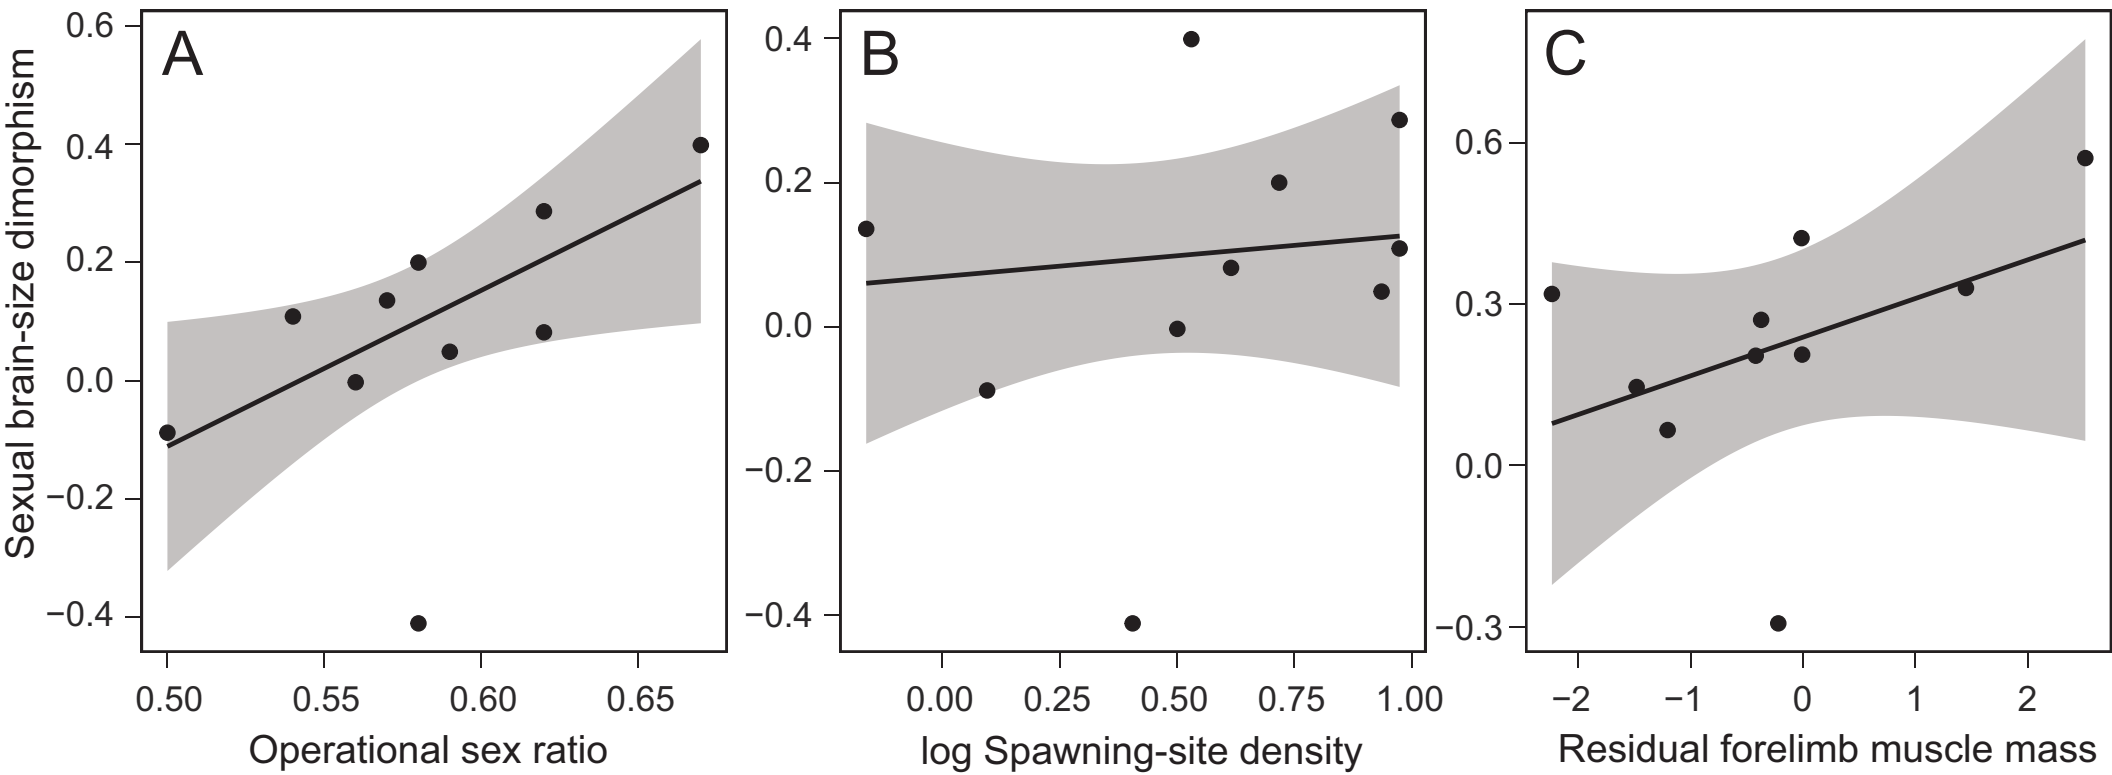 Sexual brain-size dimorphism
A
0.6
0.4
0.2
0.0
−0.2
−0.4
0.50 0.55 0.60 0.65
Operational sex ratio
B
0.4
0.2
0.0
−0.2
−0.4
0.00 0.25 0.50 0.75 1.00
log Spawning-site density
C
0.6
0.3
0.0
−0.3
−2 −1 0 1 2
Residual forelimb muscle mass